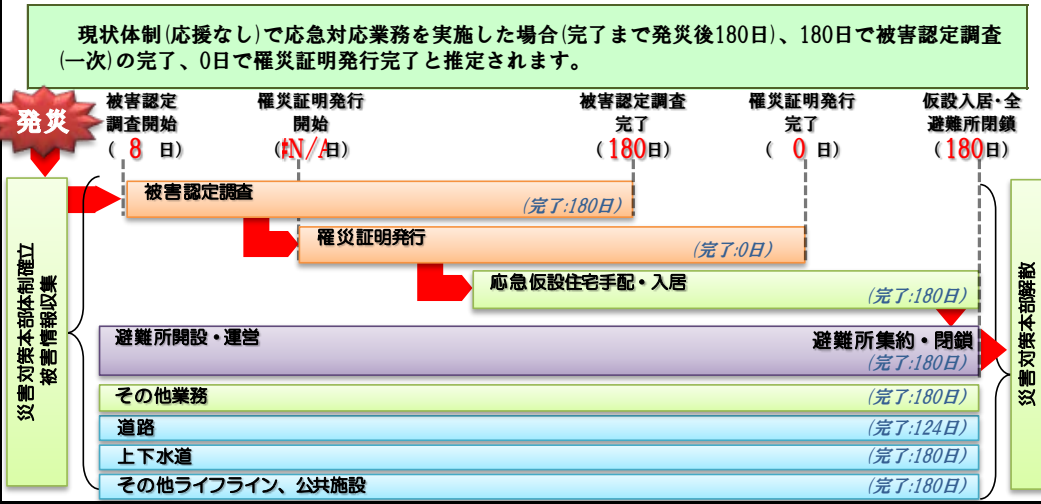 現状体制(応援なし)で応急対応業務を実施した場合(完了まで発災後180日)、180日で被害認定調査
(一次)の完了、0日で罹災証明発行完了と推定されます。
発災
被害認定
調査開始
( 8 日)
罹災証明発行
開始
(#N/A日)
被害認定調査
完了
(180日)
罹災証明発行
完了
( 0 日)
仮設入居・全
避難所閉鎖
(180日)
災害対策本部体制確立
被害情報収集
被害認定調査
(完了:180日)
罹災証明発行
(完了:0日)
応急仮設住宅手配・入居
(完了:180日)
避難所開設・運営
避難所集約・閉鎖
(完了:180日)
その他業務
(完了:180日)
道路
(完了:124日)
上下水道
(完了:180日)
その他ライフライン、公共施設
(完了:180日)
災害対策本部解散